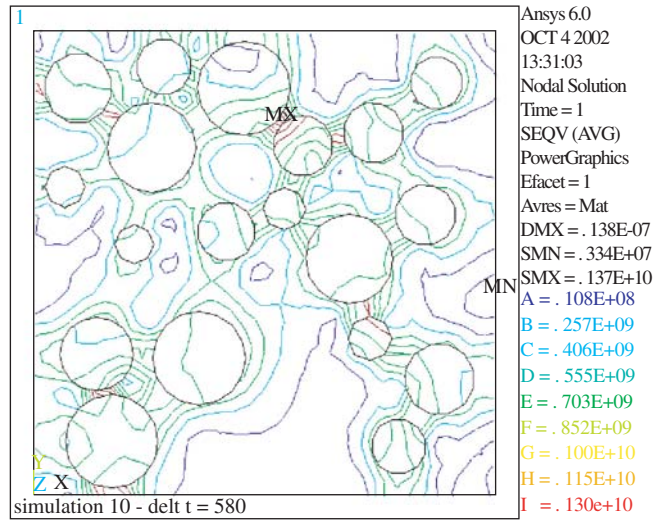 1
Ansys 6.0
OCT 4 2002
13:31:03
Nodal Solution
Time = 1
SEQV (AVG)
PowerGraphics
Efacet = 1
Avres = Mat
DMX = . 138E-07
SMN = . 334E+07
SMX = . 137E+10
A = . 108E+08
B = . 257E+09
C = . 406E+09
D = . 555E+09
E = . 703E+09
F = . 852E+09
G = . 100E+10
H = . 115E+10
I = . 130e+10
MX
MN
Y
Z X
simulation 10 - delt t = 580